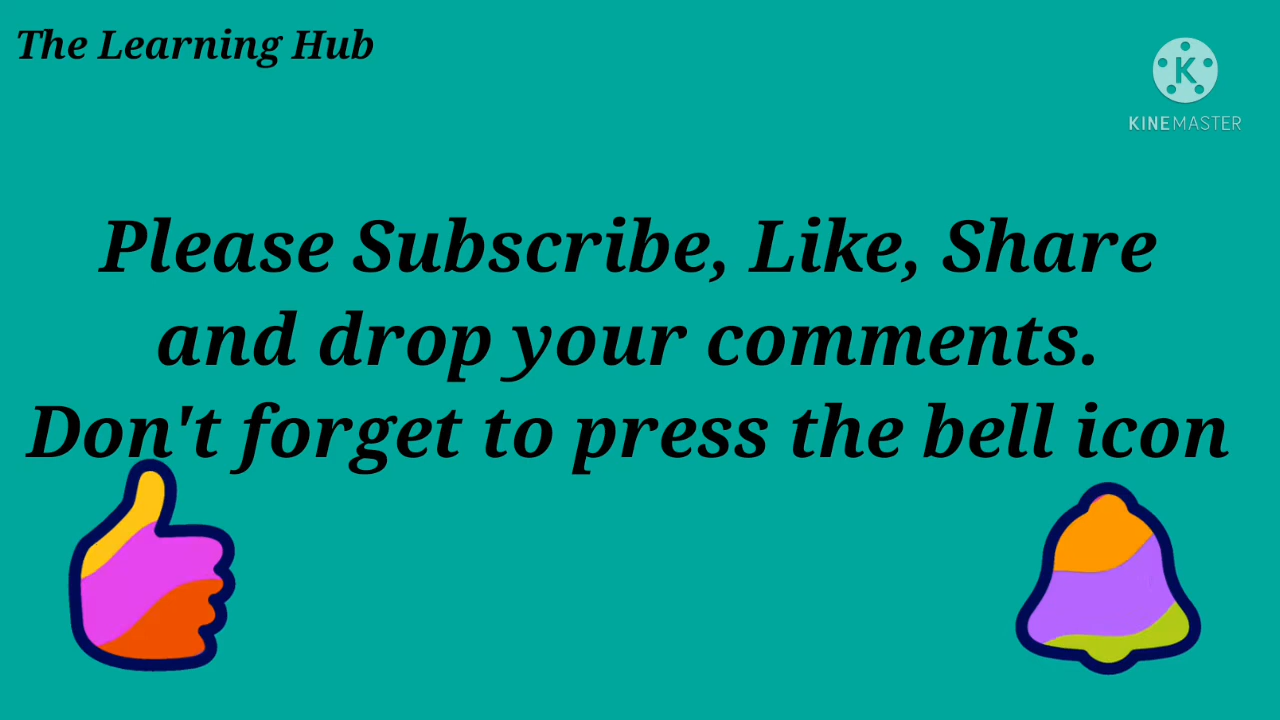 The Learning Hub
K
KINEMASTER
Please Subscribe, Like, Share
and drop your comments.
Don't forget to press the bell icon